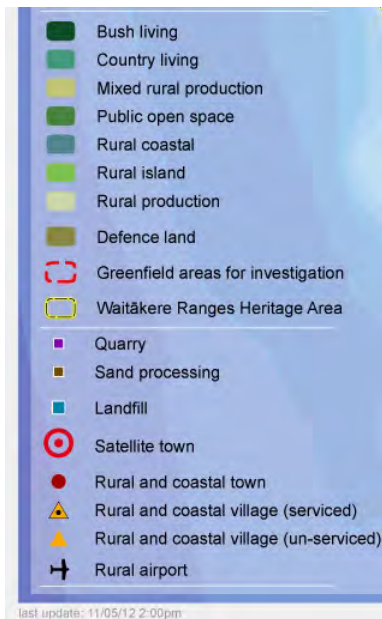 Bush living
Country living
Mixed rural production
Public open space
Rural coastal
Rural island
Rural production
Defence land
Greenfield areas for investigation
Waitākere Ranges Heritage Area
Quarry
Sand processing
Landfill
Satellite town
Rural and coastal town
Rural and coastal village (serviced)
Rural and coastal village (un-serviced)
Rural airport
last update: 11/05/12 2:00pm